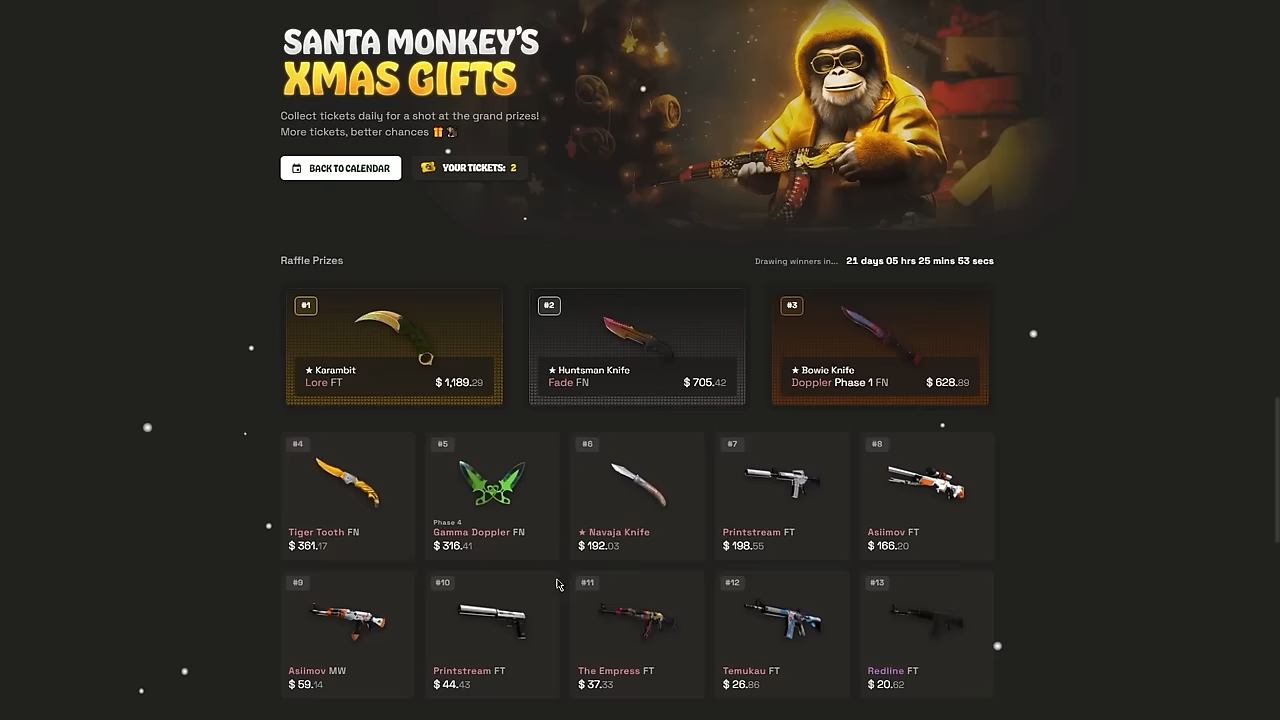 SANTA MONKEY'S
XMAS GIFTS
Collect tickets daily for a shot at the grand prizes!
More tickets, better chances
BACK TO CALENDAR
YOUR TICKETS: 2
Raffle Prizes
Drawing winners in... 21 days 05 hrs 25 mins 53 secs
#1
★ Karambit
Lore FT
$ 1,189.29
#2
★ Huntsman Knife
Fade FN
$ 705.42
#3
★ Bowie Knife
Doppler Phase 1 FN
$ 628.89
#4
Tiger Tooth FN
$ 361.17
#5
Phase 4
Gamma Doppler FN
$ 316.41
#6
★ Navaja Knife
$ 192.03
#7
Printstream FT
$ 198.55
#8
Asiimov FT
$ 166.20
#9
Asiimov MW
$ 59.14
#10
Printstream FT
$ 44.43
#11
The Empress FT
$ 37.33
#12
Temukau FT
$ 26.86
#13
Redline FT
$ 20.62